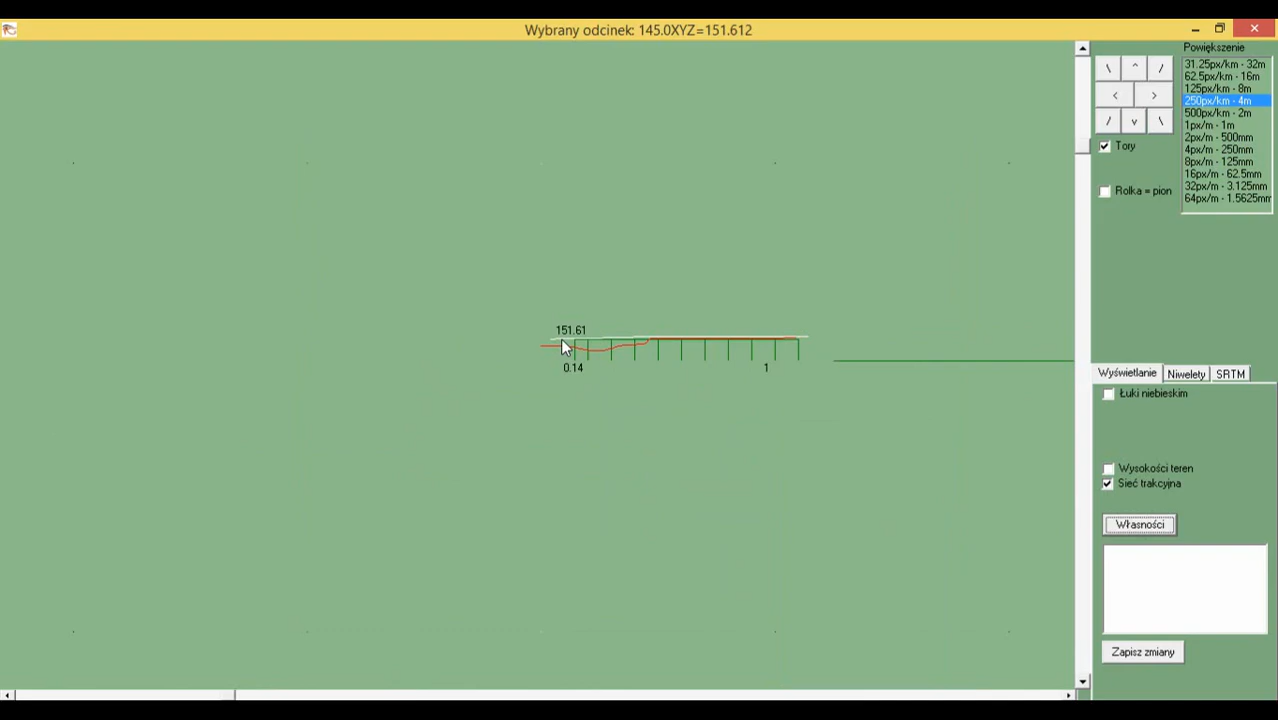 Wybrany odcinek: 145.0XYZ=151.612
Powiększenie
31.25px/km - 32m
62.5px/km - 16m
125px/km - 8m
250px/km - 4m
500px/km - 2m
1px/m - 1m
2px/m - 500mm
4px/m - 250mm
8px/m - 125mm
16px/m - 62.5mm
32px/m - 3.125mm
64px/m - 1.5625mm
\ ^ /
< >
/ v \
Tory
Rolka = pion
151.61
0.14
1
Wyświetlanie
Niwelety
SRTM
Łuki niebieskim
Wysokości teren
Sieć trakcyjna
Własności
Zapisz zmiany